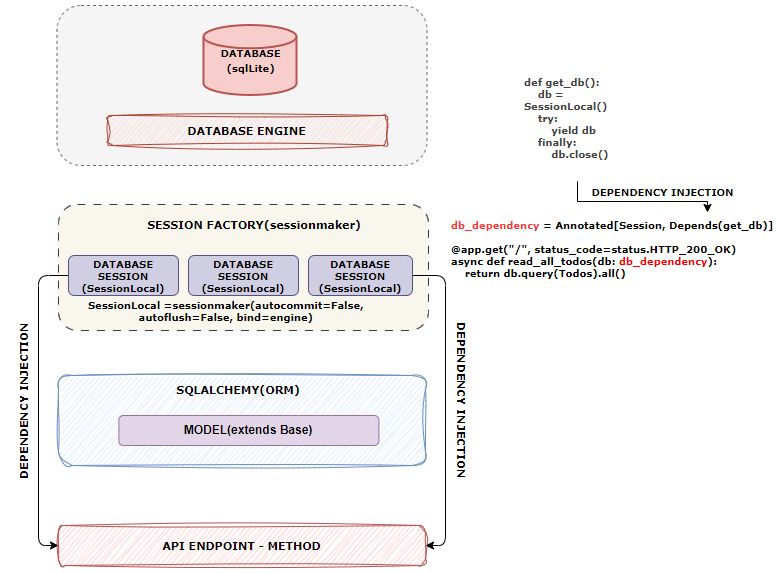 DATABASE
(sqlLite)
DATABASE ENGINE
def get_db():
db =
SessionLocal()
try:
yield db
finally:
db.close()
DEPENDENCY INJECTION
db_dependency = Annotated[Session, Depends(get_db)]
@app.get("/", status_code=status.HTTP_200_OK)
async def read_all_todos(db: db_dependency):
return db.query(Todos).all()
SESSION FACTORY(sessionmaker)
DATABASE
SESSION
(SessionLocal)
DATABASE
SESSION
(SessionLocal)
DATABASE
SESSION
(SessionLocal)
SessionLocal =sessionmaker(autocommit=False,
autoflush=False, bind=engine)
DEPENDENCY INJECTION
DEPENDENCY INJECTION
SQLALCHEMY(ORM)
MODEL(extends Base)
API ENDPOINT - METHOD